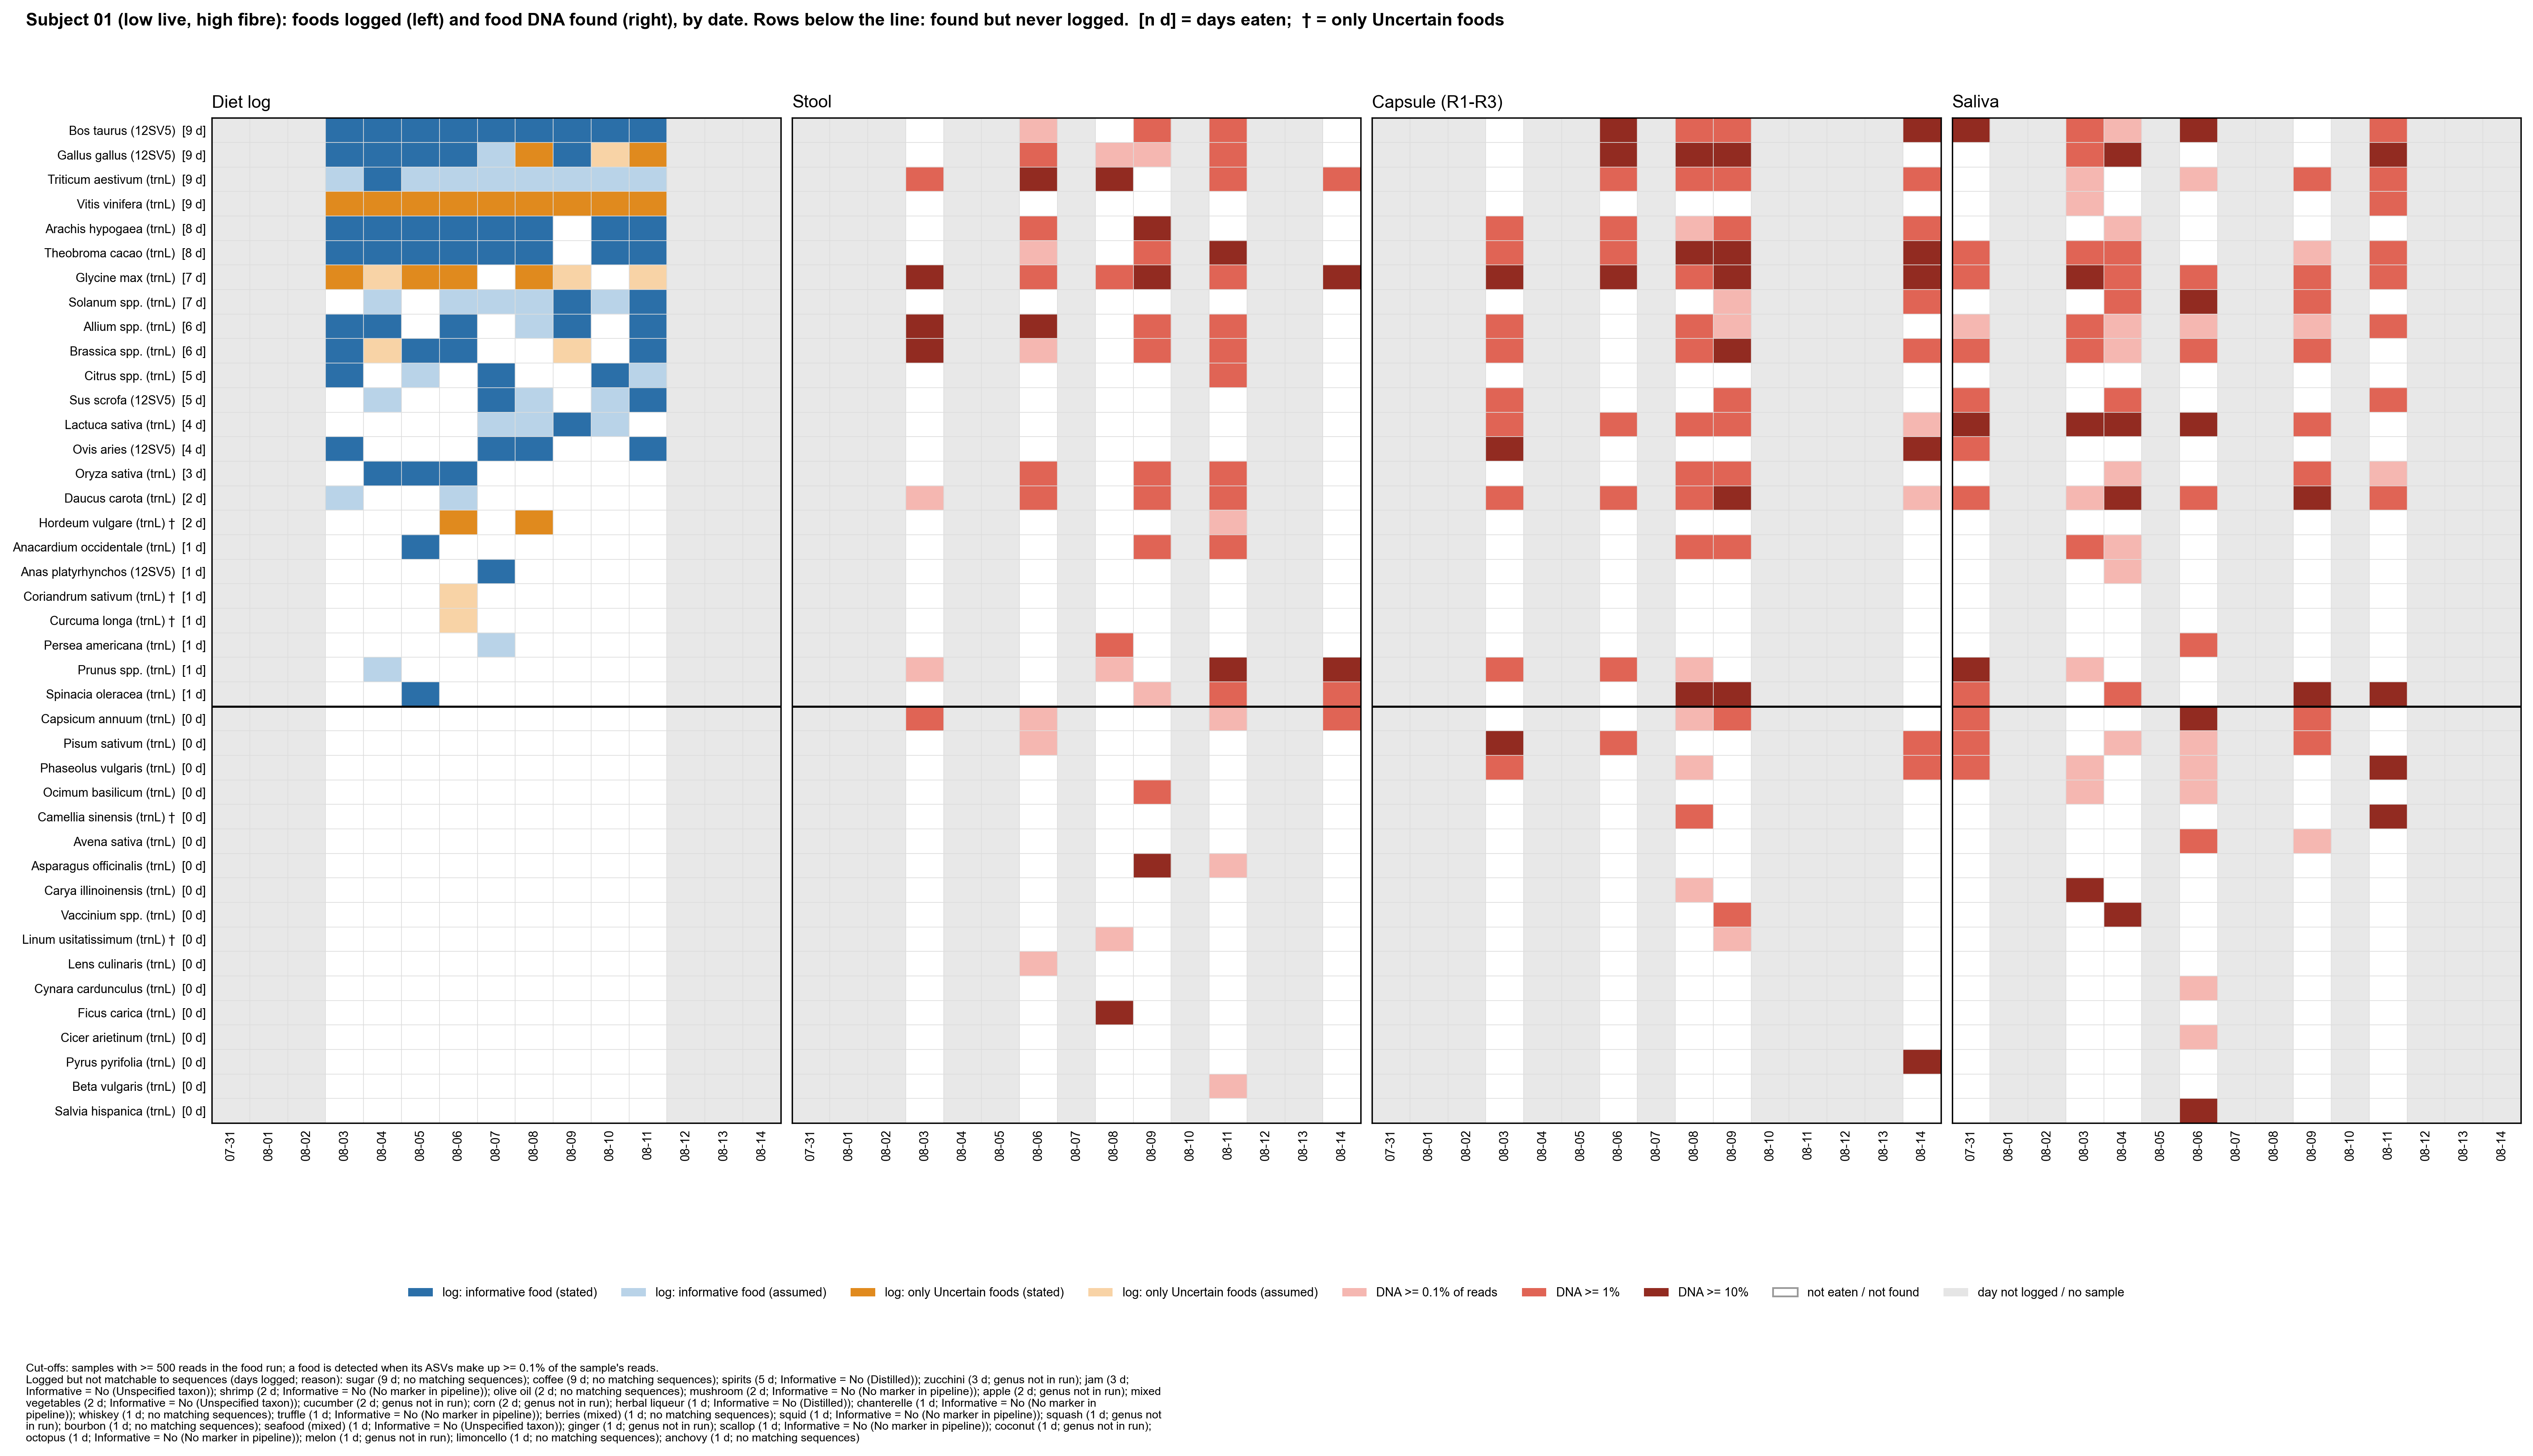 Subject 01 (low live, high fibre): foods logged (left) and food DNA found (right), by date. Rows below the line: found but never logged.  [n d] = days eaten;  † = only Uncertain foods
Diet log
Stool
Capsule (R1-R3)
Saliva
Bos taurus (12SV5)  [9 d]
Gallus gallus (12SV5)  [9 d]
Triticum aestivum (trnL)  [9 d]
Vitis vinifera (trnL)  [9 d]
Arachis hypogaea (trnL)  [8 d]
Theobroma cacao (trnL)  [8 d]
Glycine max (trnL)  [7 d]
Solanum spp. (trnL)  [7 d]
Allium spp. (trnL)  [6 d]
Brassica spp. (trnL)  [6 d]
Citrus spp. (trnL)  [5 d]
Sus scrofa (12SV5)  [5 d]
Lactuca sativa (trnL)  [4 d]
Ovis aries (12SV5)  [4 d]
Oryza sativa (trnL)  [3 d]
Daucus carota (trnL)  [2 d]
Hordeum vulgare (trnL) †  [2 d]
Anacardium occidentale (trnL)  [1 d]
Anas platyrhynchos (12SV5)  [1 d]
Coriandrum sativum (trnL) †  [1 d]
Curcuma longa (trnL) †  [1 d]
Persea americana (trnL)  [1 d]
Prunus spp. (trnL)  [1 d]
Spinacia oleracea (trnL)  [1 d]
Capsicum annuum (trnL)  [0 d]
Pisum sativum (trnL)  [0 d]
Phaseolus vulgaris (trnL)  [0 d]
Ocimum basilicum (trnL)  [0 d]
Camellia sinensis (trnL) †  [0 d]
Avena sativa (trnL)  [0 d]
Asparagus officinalis (trnL)  [0 d]
Carya illinoinensis (trnL)  [0 d]
Vaccinium spp. (trnL)  [0 d]
Linum usitatissimum (trnL) †  [0 d]
Lens culinaris (trnL)  [0 d]
Cynara cardunculus (trnL)  [0 d]
Ficus carica (trnL)  [0 d]
Cicer arietinum (trnL)  [0 d]
Pyrus pyrifolia (trnL)  [0 d]
Beta vulgaris (trnL)  [0 d]
Salvia hispanica (trnL)  [0 d]
07-31 08-01 08-02 08-03 08-04 08-05 08-06 08-07 08-08 08-09 08-10 08-11 08-12 08-13 08-14
07-31 08-01 08-02 08-03 08-04 08-05 08-06 08-07 08-08 08-09 08-10 08-11 08-12 08-13 08-14
07-31 08-01 08-02 08-03 08-04 08-05 08-06 08-07 08-08 08-09 08-10 08-11 08-12 08-13 08-14
07-31 08-01 08-02 08-03 08-04 08-05 08-06 08-07 08-08 08-09 08-10 08-11 08-12 08-13 08-14
log: informative food (stated)
log: informative food (assumed)
log: only Uncertain foods (stated)
log: only Uncertain foods (assumed)
DNA >= 0.1% of reads
DNA >= 1%
DNA >= 10%
not eaten / not found
day not logged / no sample
Cut-offs: samples with >= 500 reads in the food run; a food is detected when its ASVs make up >= 0.1% of the sample's reads.
Logged but not matchable to sequences (days logged; reason): sugar (9 d; no matching sequences); coffee (9 d; no matching sequences); spirits (5 d; Informative = No (Distilled)); zucchini (3 d; genus not in run); jam (3 d;
Informative = No (Unspecified taxon)); shrimp (2 d; Informative = No (No marker in pipeline)); olive oil (2 d; no matching sequences); mushroom (2 d; Informative = No (No marker in pipeline)); apple (2 d; genus not in run); mixed
vegetables (2 d; Informative = No (Unspecified taxon)); cucumber (2 d; genus not in run); corn (2 d; genus not in run); herbal liqueur (1 d; Informative = No (Distilled)); chanterelle (1 d; Informative = No (No marker in
pipeline)); whiskey (1 d; no matching sequences); truffle (1 d; Informative = No (No marker in pipeline)); berries (mixed) (1 d; no matching sequences); squid (1 d; Informative = No (No marker in pipeline)); squash (1 d; genus not
in run); bourbon (1 d; no matching sequences); seafood (mixed) (1 d; Informative = No (Unspecified taxon)); ginger (1 d; genus not in run); scallop (1 d; Informative = No (No marker in pipeline)); coconut (1 d; genus not in run);
octopus (1 d; Informative = No (No marker in pipeline)); melon (1 d; genus not in run); limoncello (1 d; no matching sequences); anchovy (1 d; no matching sequences)